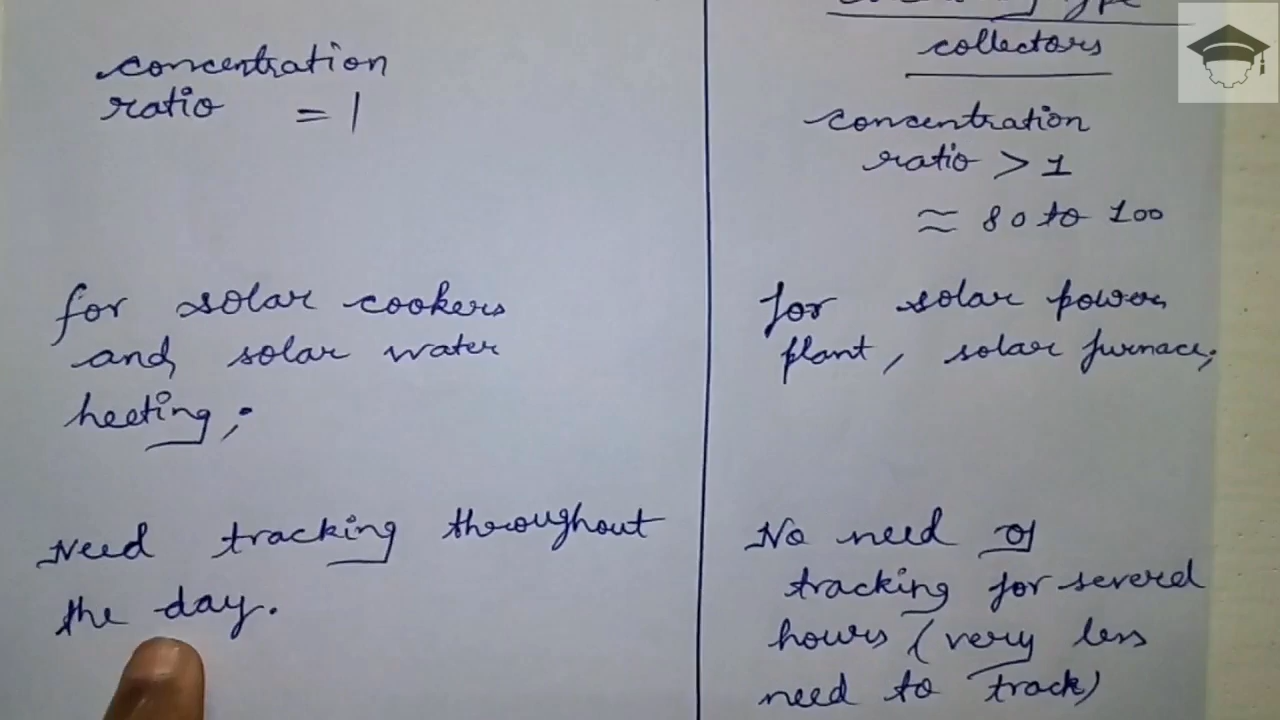 concentration
ratio = 1
for solar cookers
and solar water
heeting;
Need tracking throughout
the day.
collectors
concentration
ratio > 1
≈ 80 to 100
for solar power
plant, solar furnace;
No need of
tracking for several
hours (very less
need to track)